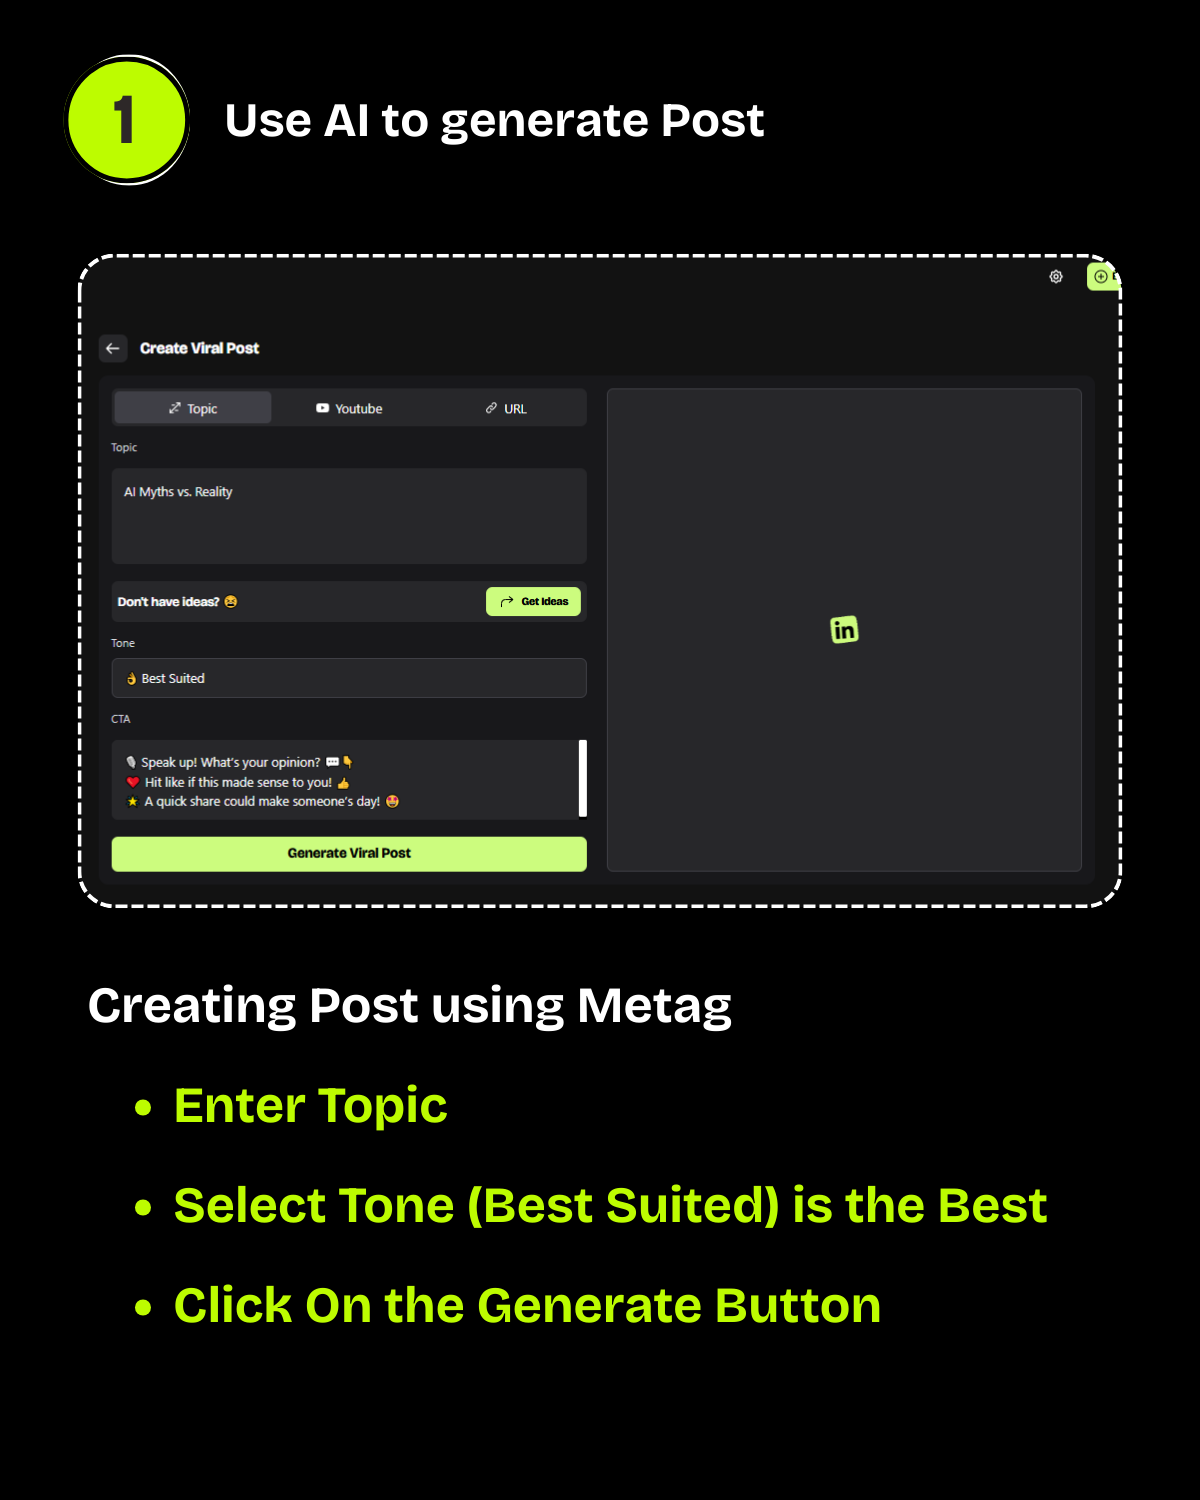 1
Use AI to generate Post
Create Viral Post
Topic
Youtube
URL
Topic
AI Myths vs. Reality
Don't have ideas? 😫
Get Ideas
Tone
👌 Best Suited
CTA
🎙️ Speak up! What's your opinion? 💬👇
❤️ Hit like if this made sense to you! 👍
🌟 A quick share could make someone's day! 🤩
Generate Viral Post
in
Creating Post using Metag
• Enter Topic
• Select Tone (Best Suited) is the Best
• Click On the Generate Button